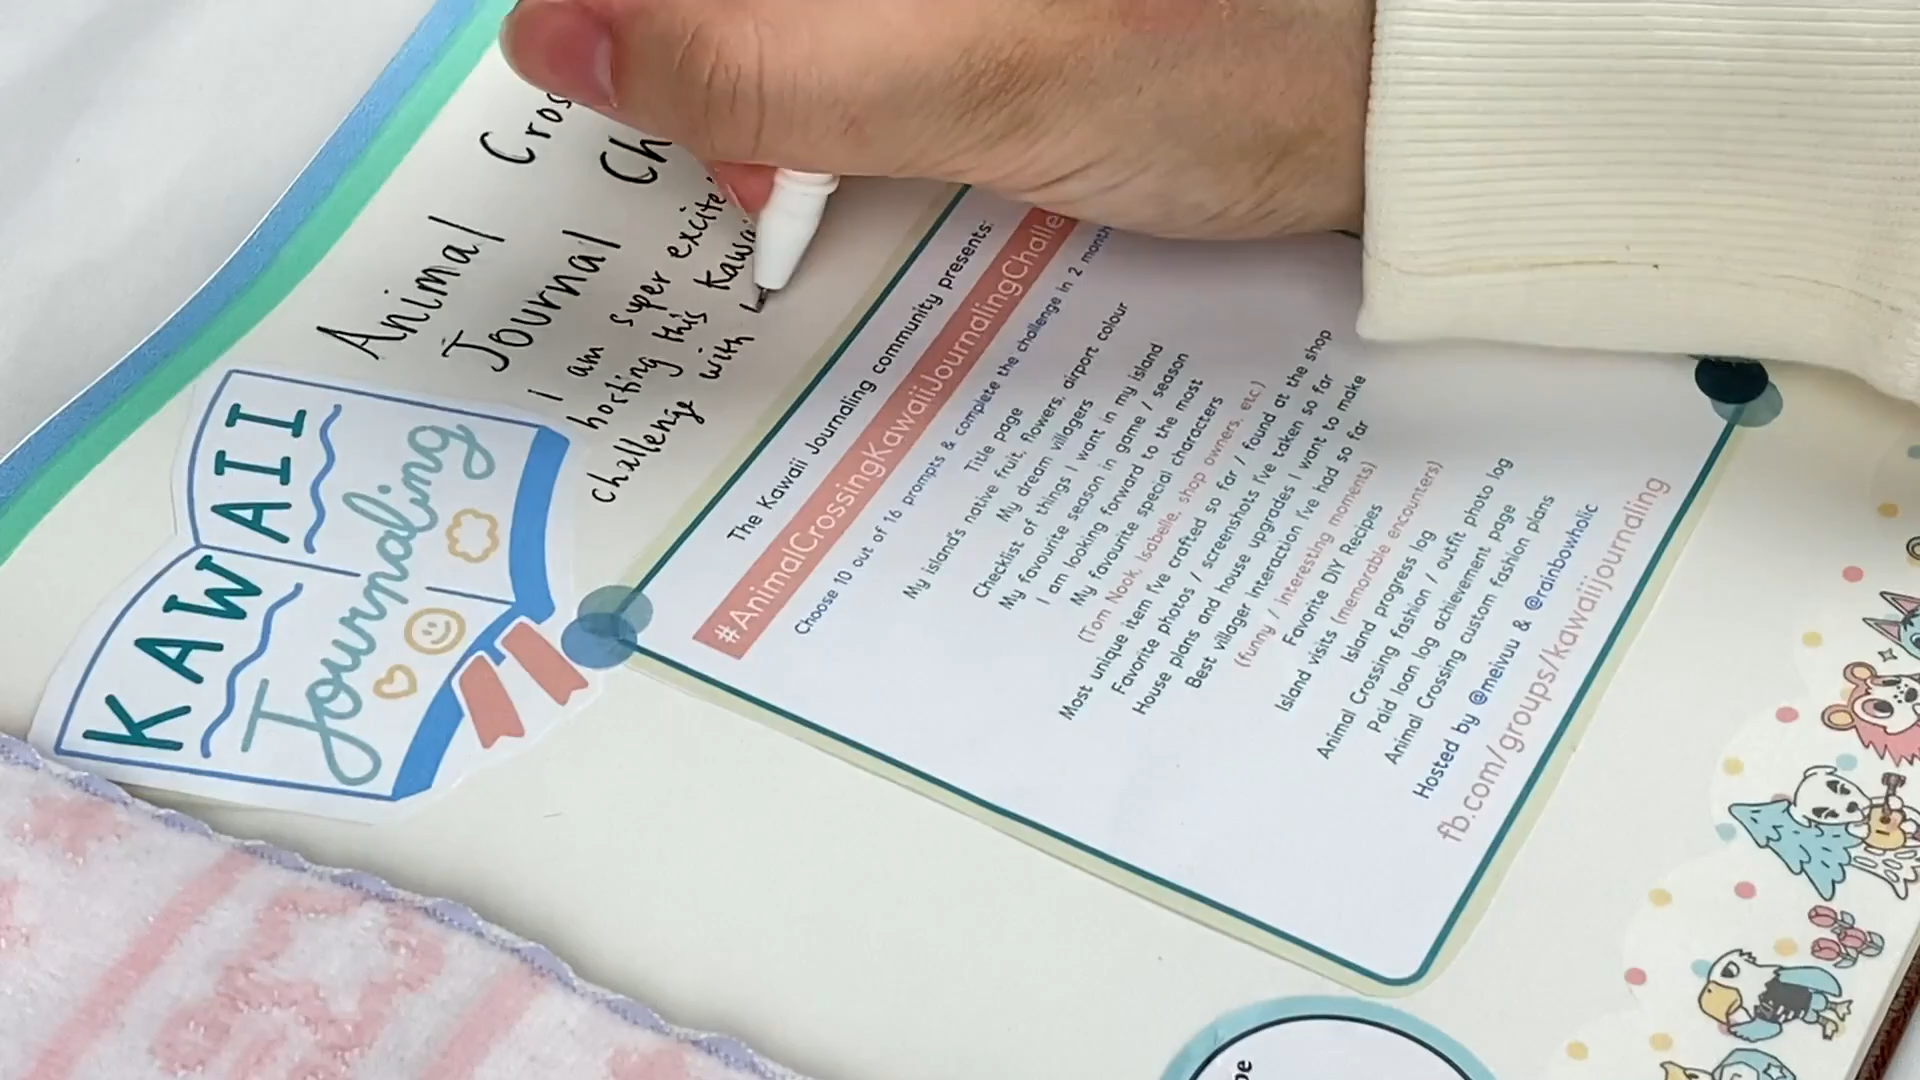 KAWAII
Journaling
Animal Cros
Journal Ch
I am super excite
hosting this Kawa
challenge with
The Kawaii Journaling community presents:
#AnimalCrossingKawaiiJournalingChalle
Choose 10 out of 16 prompts & complete the challenge in 2 month
Title page
My island's native fruit, flowers, airport colour
My dream villagers
Checklist of things I want in my island
My favourite season in game / season
I am looking forward to the most
My favourite special characters
(Tom Nook, Isabelle, shop owners, etc)
Most unique item I've crafted so far / found at the shop
Favorite photos / screenshots I've taken so far
House plans and house upgrades I want to make
Best villager interaction I've had so far
(funny / interesting moments)
Favorite DIY Recipes
Island visits (memorable encounters)
Island progress log
Animal Crossing fashion / outfit photo log
Paid loan log achievement page
Animal Crossing custom fashion plans
Hosted by @meivuu & @rainbowholic
fb.com/groups/kawaiijournaling
pe